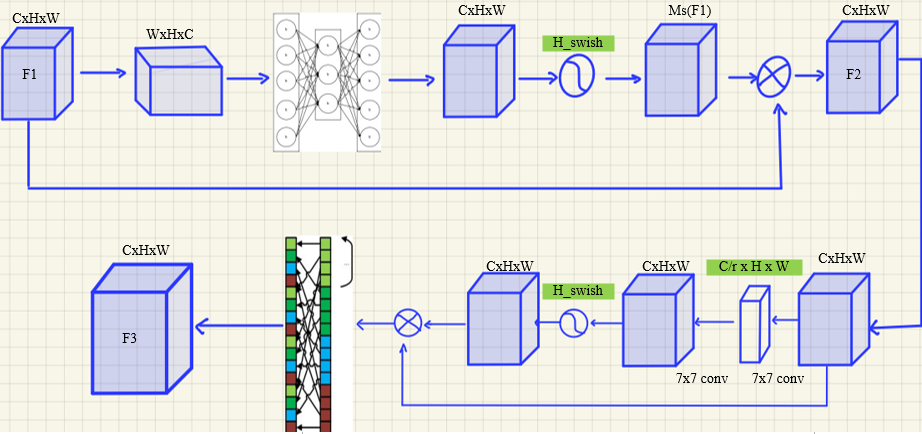 CxHxW
F1
WxHxC
CxHxW
H_swish
Ms(F1)
CxHxW
F2
CxHxW
F3
H_swish
CxHxW
CxHxW
7x7 conv
C/r x H x W
7x7 conv
CxHxW